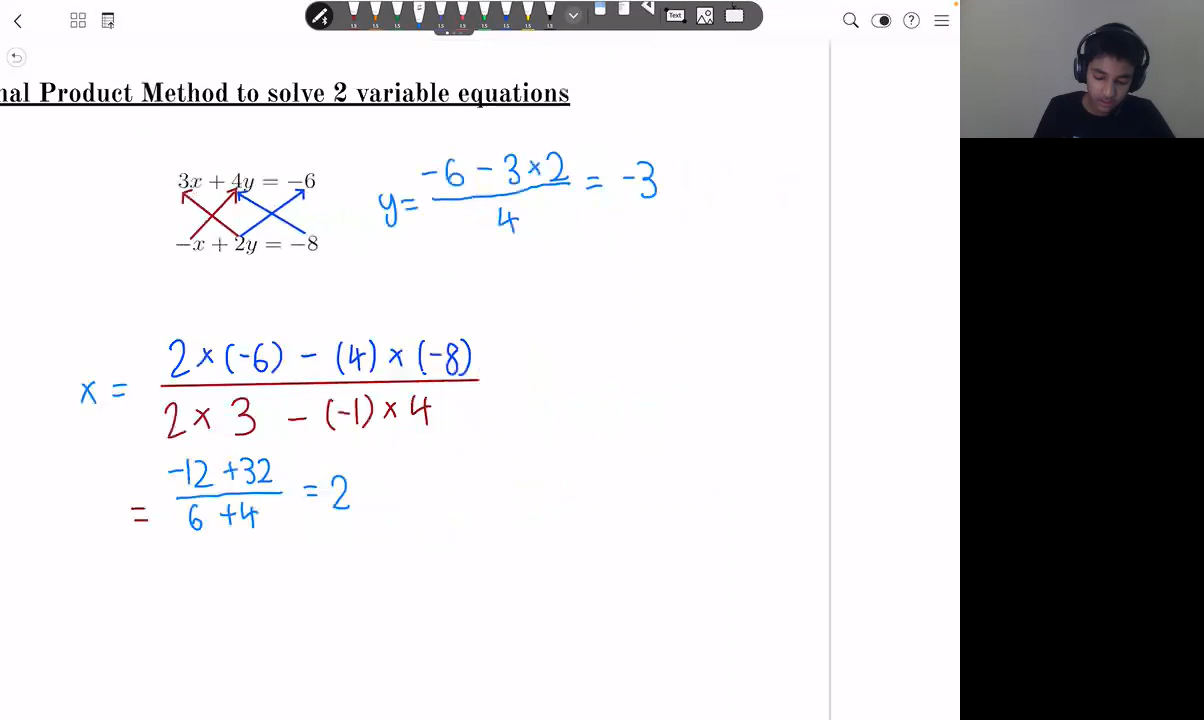 Text
nal Product Method to solve 2 variable equations
3x + 4y = −6
−x + 2y = −8
y = -6 - 3 × 2 / 4 = -3
x = 2 × (-6) - (4) × (-8) / 2 × 3 - (-1) × 4
= -12 + 32 / 6 + 4 = 2